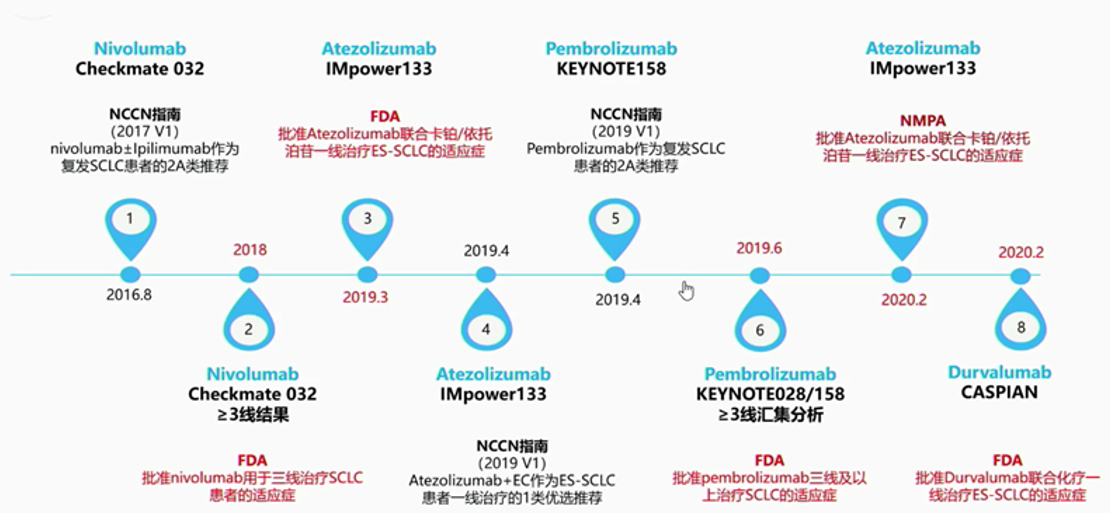 Nivolumab
Checkmate 032
NCCN指南
(2017 V1)
nivolumab±Ipilimumab作为
复发SCLC患者的2A类推荐
1
2016.8
2018
2
Nivolumab
Checkmate 032
≥3线结果
FDA
批准nivolumab用于三线治疗SCLC
患者的适应症
Atezolizumab
IMpower133
FDA
批准Atezolizumab联合卡铂/依托
泊苷一线治疗ES-SCLC的适应症
3
2019.3
2019.4
4
Atezolizumab
IMpower133
NCCN指南
(2019 V1)
Atezolizumab+EC作为ES-SCLC
患者一线治疗的1类优选推荐
Pembrolizumab
KEYNOTE158
NCCN指南
(2019 V1)
Pembrolizumab作为复发SCLC
患者的2A类推荐
5
2019.4
2019.6
6
Pembrolizumab
KEYNOTE028/158
≥3线汇集分析
FDA
批准pembrolizumab三线及以
上治疗SCLC的适应症
Atezolizumab
IMpower133
NMPA
批准Atezolizumab联合卡铂/依托
泊苷一线治疗ES-SCLC的适应症
7
2020.2
2020.2
8
Durvalumab
CASPIAN
FDA
批准Durvalumab联合化疗一
线治疗ES-SCLC的适应症